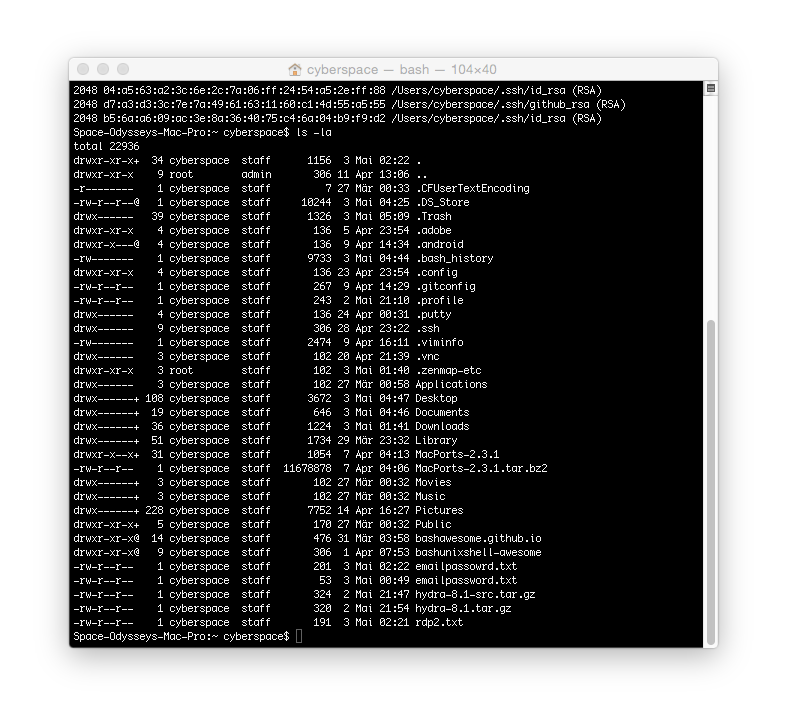 cyberspace — bash — 104×40
2048 04:a5:63:a2:3c:6e:2c:7a:06:ff:24:54:a5:2e:ff:88 /Users/cyberspace/.ssh/id_rsa (RSA)
2048 d7:a3:d3:3c:7e:7a:49:61:63:11:60:c1:4d:55:a5:55 /Users/cyberspace/.ssh/github_rsa (RSA)
2048 b5:6a:a6:09:ac:3e:8a:36:40:75:c4:6a:04:b9:f9:d2 /Users/cyberspace/.ssh/id_rsa (RSA)
Space-Odysseys-Mac-Pro:~ cyberspace$ ls -la
total 22936
drwxr-xr-x+  34 cyberspace  staff      1156  3 Mai 02:22 .
drwxr-xr-x    9 root        admin       306 11 Apr 13:06 ..
-r--------    1 cyberspace  staff         7 27 Mär 00:33 .CFUserTextEncoding
-rw-r--r--@   1 cyberspace  staff     10244  3 Mai 04:25 .DS_Store
drwx------   39 cyberspace  staff      1326  3 Mai 05:09 .Trash
drwxr-xr-x    4 cyberspace  staff       136  5 Apr 23:54 .adobe
drwxr-x---@   4 cyberspace  staff       136  9 Apr 14:34 .android
-rw-------    1 cyberspace  staff      9733  3 Mai 04:44 .bash_history
drwxr-xr-x    4 cyberspace  staff       136 23 Apr 23:54 .config
-rw-r--r--    1 cyberspace  staff       267  9 Apr 14:29 .gitconfig
-rw-r--r--    1 cyberspace  staff       243  2 Mai 21:10 .profile
drwx------    4 cyberspace  staff       136 24 Apr 00:31 .putty
drwx------    9 cyberspace  staff       306 28 Apr 23:22 .ssh
-rw-------    1 cyberspace  staff      2474  9 Apr 16:11 .viminfo
drwx------    3 cyberspace  staff       102 20 Apr 21:39 .vnc
drwxr-xr-x    3 root        staff       102  3 Mai 01:40 .zenmap-etc
drwx------    3 cyberspace  staff       102 27 Mär 00:58 Applications
drwx------+ 108 cyberspace  staff      3672  3 Mai 04:47 Desktop
drwx------+  19 cyberspace  staff       646  3 Mai 04:46 Documents
drwx------+  36 cyberspace  staff      1224  3 Mai 01:41 Downloads
drwx------+  51 cyberspace  staff      1734 29 Mär 23:32 Library
drwxr-x--x+  31 cyberspace  staff      1054  7 Apr 04:13 MacPorts-2.3.1
-rw-r--r--    1 cyberspace  staff  11678878  7 Apr 04:06 MacPorts-2.3.1.tar.bz2
drwx------+   3 cyberspace  staff       102 27 Mär 00:32 Movies
drwx------+   3 cyberspace  staff       102 27 Mär 00:32 Music
drwx------+ 228 cyberspace  staff      7752 14 Apr 16:27 Pictures
drwxr-xr-x+   5 cyberspace  staff       170 27 Mär 00:32 Public
drwxr-xr-x@  14 cyberspace  staff       476 31 Mär 03:58 bashawesome.github.io
drwxr-xr-x@   9 cyberspace  staff       306  1 Apr 07:53 bashunixshell-awesome
-rw-r--r--    1 cyberspace  staff       201  3 Mai 02:22 emailpassowrd.txt
-rw-r--r--    1 cyberspace  staff        53  3 Mai 00:49 emailpassword.txt
-rw-r--r--    1 cyberspace  staff       324  2 Mai 21:47 hydra-8.1-src.tar.gz
-rw-r--r--    1 cyberspace  staff       320  2 Mai 21:54 hydra-8.1.tar.gz
-rw-r--r--    1 cyberspace  staff       191  3 Mai 02:21 rdp2.txt
Space-Odysseys-Mac-Pro:~ cyberspace$